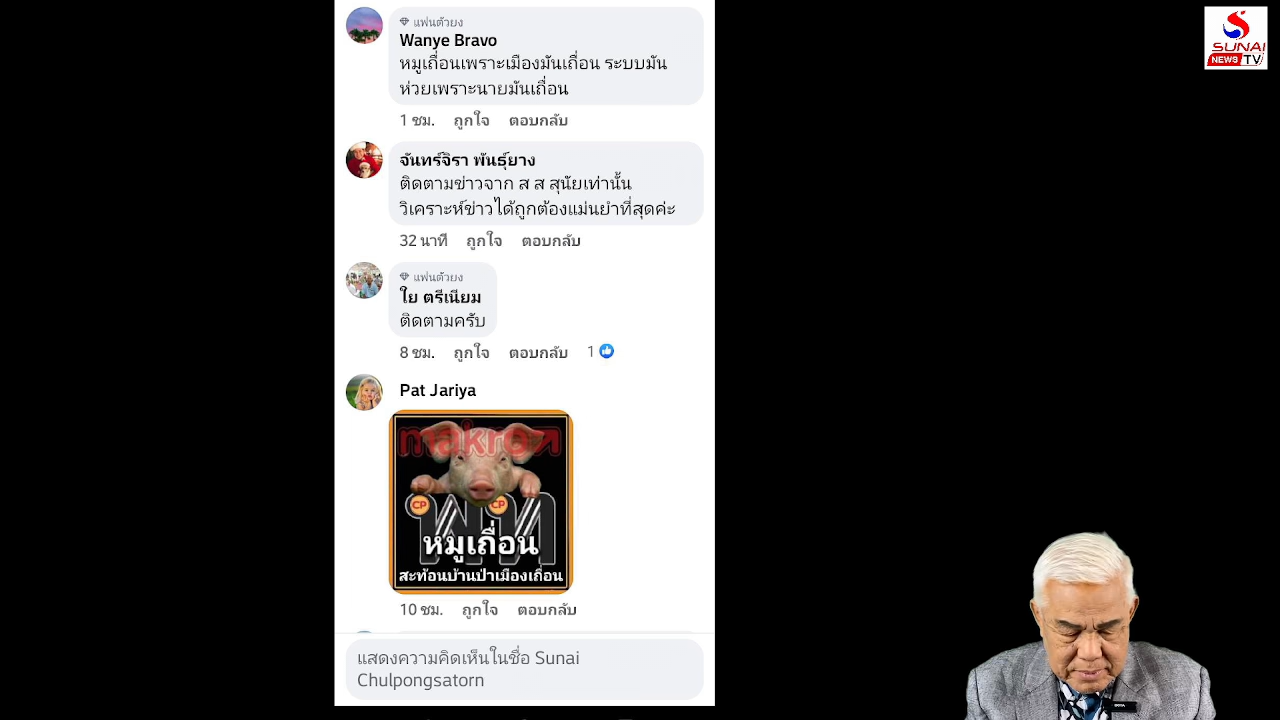 แฟนตัวยง
Wanye Bravo
หมูเถื่อนเพราะเมืองมันเถื่อน ระบบมัน
ห่วยเพราะนายมันเถื่อน
1 ชม. ถูกใจ ตอบกลับ
จันทร์จิรา พันธุ์ยาง
ติดตามข่าวจาก ส ส สุนัยเท่านั้น
วิเคราะห์ข่าวได้ถูกต้องแม่นยำที่สุดค่ะ
32 นาที ถูกใจ ตอบกลับ
แฟนตัวยง
ใย ตรีเนียม
ติดตามครับ
8 ชม. ถูกใจ ตอบกลับ 1
Pat Jariya
makro
CP CP
หมูเถื่อน
สะท้อนบ้านป่าเมืองเถื่อน
10 ชม. ถูกใจ ตอบกลับ
แสดงความคิดเห็นในชื่อ Sunai
Chulpongsatorn
SUNAI
NEWS TV